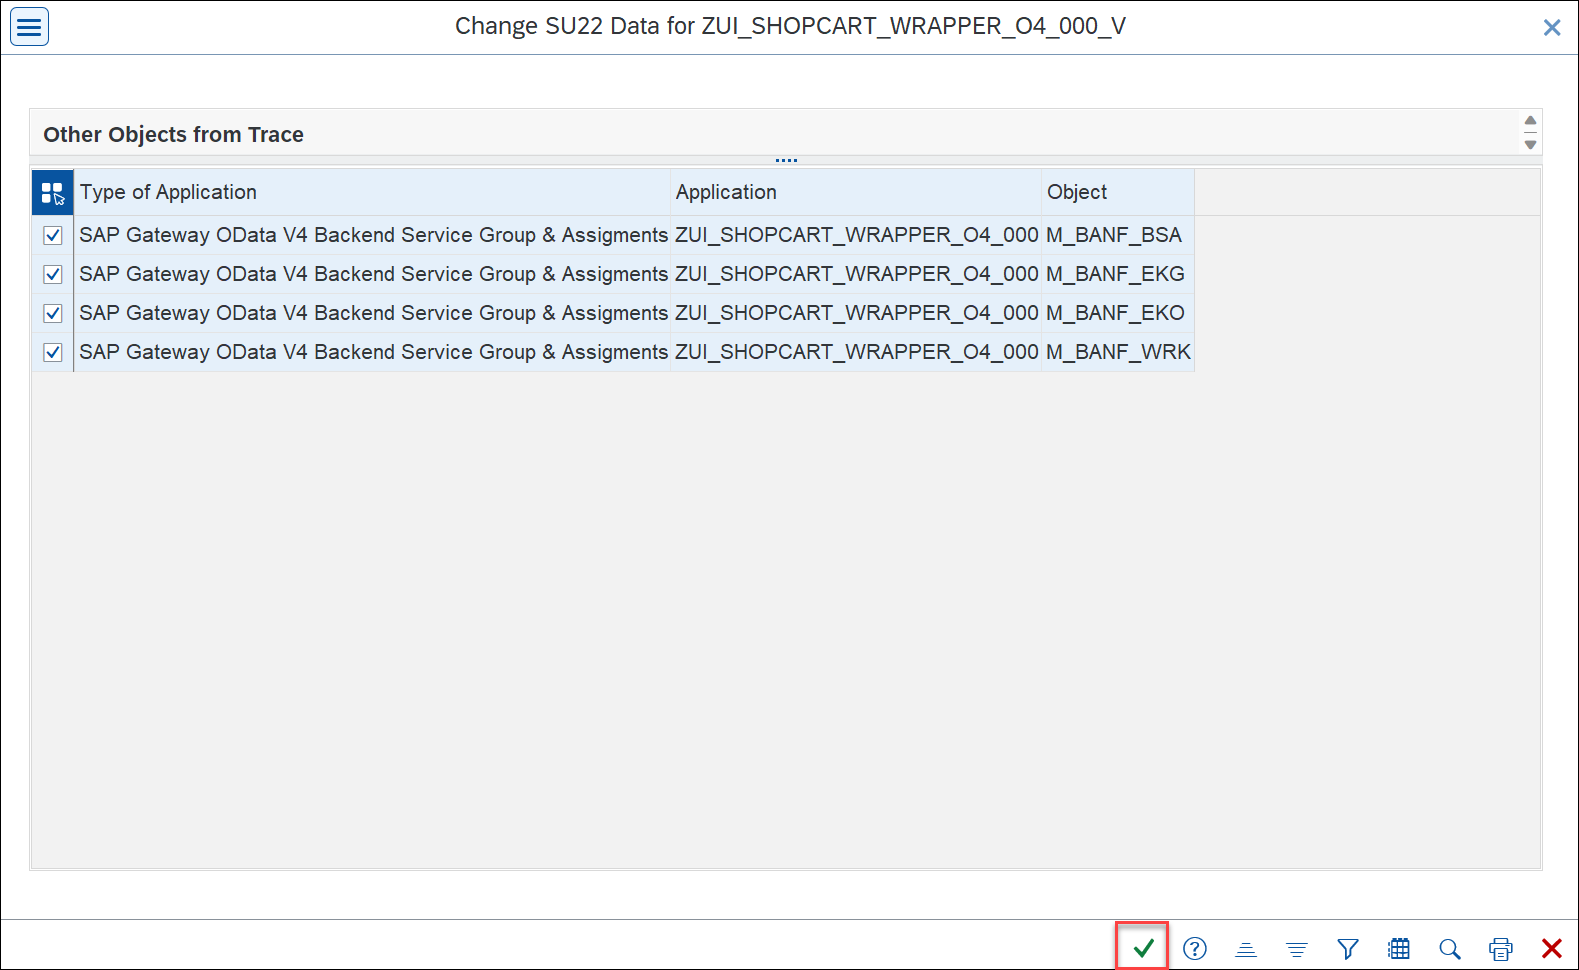 Change SU22 Data for ZUI_SHOPCART_WRAPPER_O4_000_V
Other Objects from Trace
Type of Application Application Object
SAP Gateway OData V4 Backend Service Group & Assigments ZUI_SHOPCART_WRAPPER_O4_000 M_BANF_BSA
SAP Gateway OData V4 Backend Service Group & Assigments ZUI_SHOPCART_WRAPPER_O4_000 M_BANF_EKG
SAP Gateway OData V4 Backend Service Group & Assigments ZUI_SHOPCART_WRAPPER_O4_000 M_BANF_EKO
SAP Gateway OData V4 Backend Service Group & Assigments ZUI_SHOPCART_WRAPPER_O4_000 M_BANF_WRK